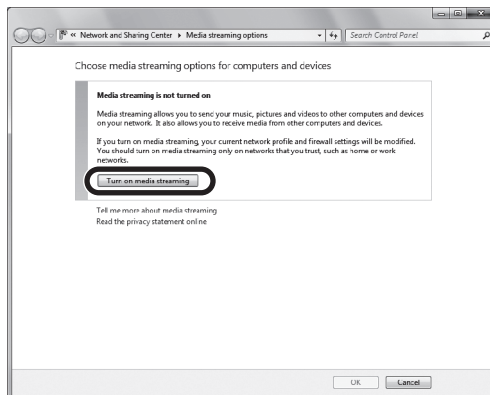 « Network and Sharing Center ▸ Media streaming options
Search Control Panel
Choose media streaming options for computers and devices
Media streaming is not turned on
Media streaming allows you to send your music, pictures and videos to other computers and devices
on your network. It also allows you to receive media from other computers and devices.
If you turn on media streaming, your current network profile and firewall settings will be modified.
You should turn on media streaming only on networks that you trust, such as home or work
networks.
Turn on media streaming
Tell me more about media streaming
Read the privacy statement online
OK
Cancel